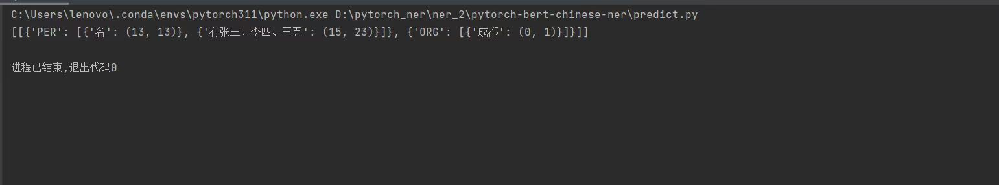 C:\Users\lenovo\.conda\envs\pytorch311\python.exe D:\pytorch_ner\ner_2\pytorch-bert-chinese-ner\predict.py
[[{'PER': [{'名': (13, 13)}, {'有张三、李四、王五': (15, 23)}]}, {'ORG': [{'成都': (0, 1)}]}]]
进程已结束,退出代码0